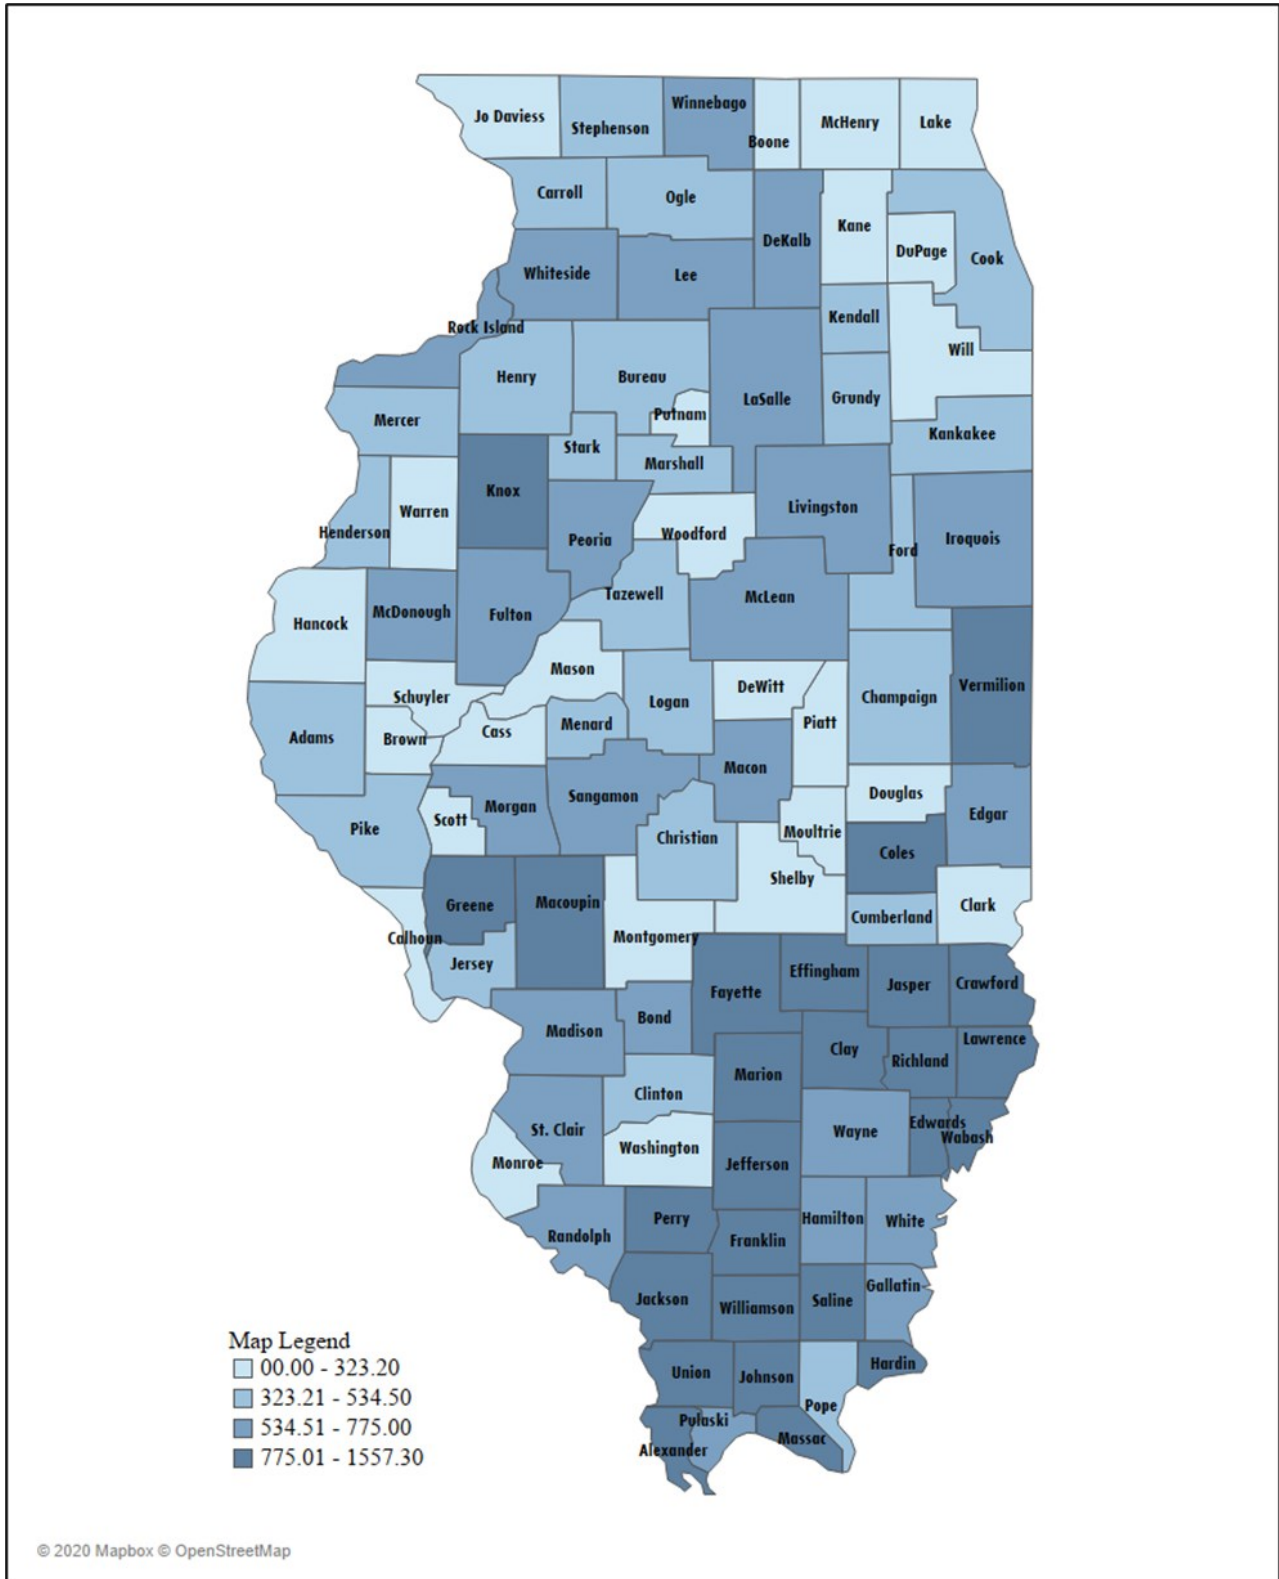 Jo Daviess
Stephenson
Winnebago
Boone
McHenry
Lake
Carroll
Ogle
DeKalb
Kane
DuPage
Cook
Whiteside
Lee
Kendall
Rock Island
Will
Henry
Bureau
LaSalle
Grundy
Putnam
Mercer
Kankakee
Stark
Marshall
Knox
Warren
Livingston
Henderson
Woodford
Peoria
Ford
Iroquois
Tazewell
McLean
McDonough
Fulton
Hancock
Mason
DeWitt
Vermilion
Schuyler
Champaign
Logan
Piatt
Menard
Cass
Brown
Adams
Macon
Douglas
Sangamon
Morgan
Edgar
Scott
Pike
Moultrie
Christian
Coles
Shelby
Macoupin
Greene
Clark
Cumberland
Calhoun
Montgomery
Jersey
Effingham
Jasper
Crawford
Fayette
Bond
Madison
Lawrence
Clay
Richland
Marion
Clinton
Edwards
St. Clair
Wayne
Wabash
Washington
Monroe
Jefferson
Perry
Hamilton
White
Randolph
Franklin
Gallatin
Jackson
Saline
Williamson
Map Legend
00.00 - 323.20
323.21 - 534.50
534.51 - 775.00
775.01 - 1557.30
Hardin
Union
Johnson
Pope
Pulaski
Massac
Alexander
© 2020 Mapbox © OpenStreetMap